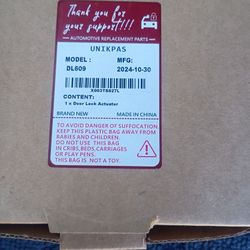 Thank you
for your
support!!!
AUTOMOTIVE REPLACEMENT PARTS
UNIKPAS
MODEL: MFG:
DL609 2024-10-30
X003T8A27L
CONTENT:
1 x Door Lock Actuator
BRAND NEW MADE IN CHINA
TO AVOID DANGER OF SUFFOCATION
KEEP THIS PLASTIC BAG AWAY FROM
BABIES AND CHILDREN.
DO NOT USE THIS BAG
IN CRIBS,BEDS,CARRIAGES
OR PLAY PENS.
THIS BAG IS NOT A TOY.